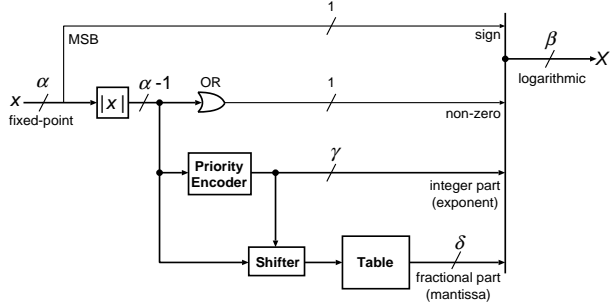 1
MSB
sign
β
X
logarithmic
α
x
fixed-point
|x|
α -1
OR
1
non-zero
Priority
Encoder
γ
integer part
(exponent)
Shifter
Table
δ
fractional part
(mantissa)